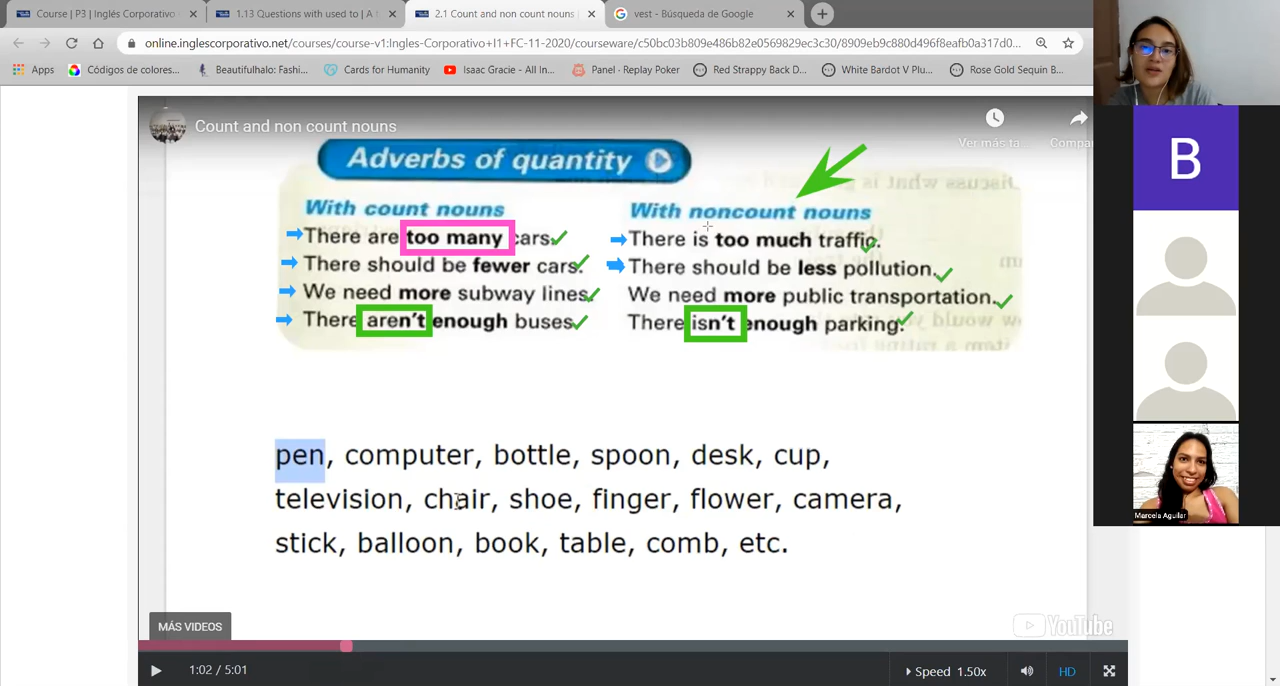 Course | P3 | Inglés Corporativo
1.13 Questions with used to | A t
2.1 Count and non count nouns
vest - Búsqueda de Google
online.inglescorporativo.net/courses/course-v1:Ingles-Corporativo+I1+FC-11-2020/courseware/c50bc03b809e486b82e0569829ec3c30/8909eb9c880d496f8eafb0a317d0...
Apps
Códigos de colores...
Beautifulhalo: Fashi...
Cards for Humanity
Isaac Gracie - All In...
Panel - Replay Poker
Red Strappy Back D...
White Bardot V Plu...
Rose Gold Sequin B...
Count and non count nouns
Ver más ta
Compar
Adverbs of quantity
With count nouns
There are too many cars.
There should be fewer cars.
We need more subway lines
There aren't enough buses
With noncount nouns
There is too much traffic.
There should be less pollution.
We need more public transportation.
There isn't enough parking.
pen, computer, bottle, spoon, desk, cup,
television, chair, shoe, finger, flower, camera,
stick, balloon, book, table, comb, etc.
MÁS VIDEOS
YouTube
1:02 / 5:01
Speed 1.50x
HD
B
Marcela Aguilar